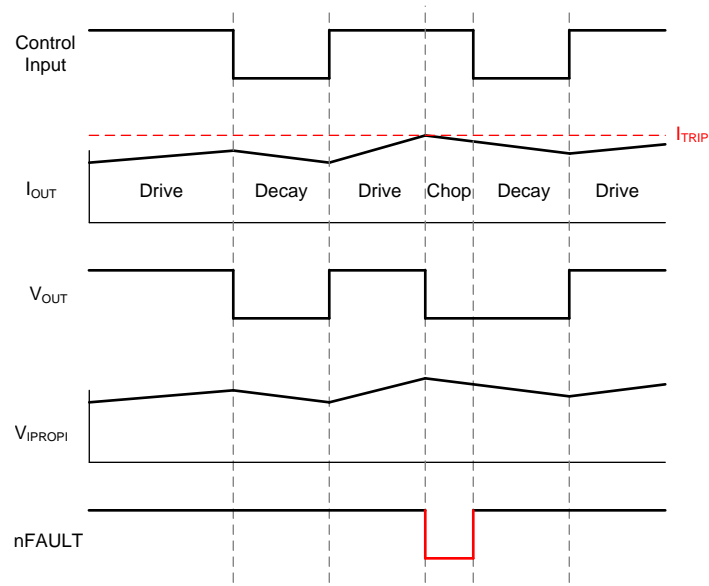 Control
Input
ITRIP
IOUT
Drive
Decay
Drive
Chop
Decay
Drive
VOUT
VIPROPI
nFAULT